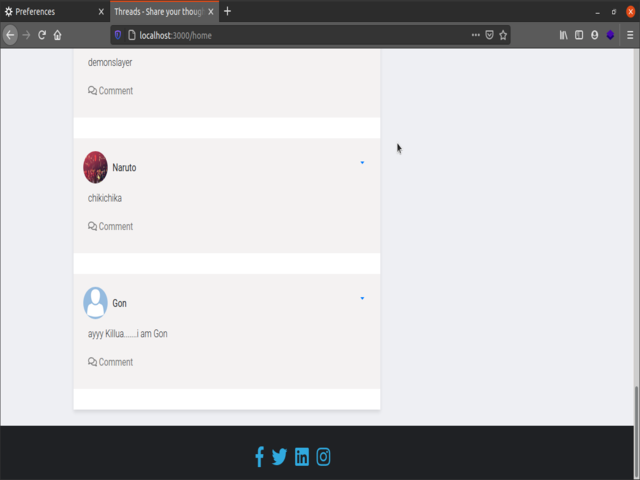 Preferences
Threads - Share your thoug
localhost:3000/home
demonslayer
Comment
Naruto
chikichika
Comment
Gon
ayyy Killua......i am Gon
Comment